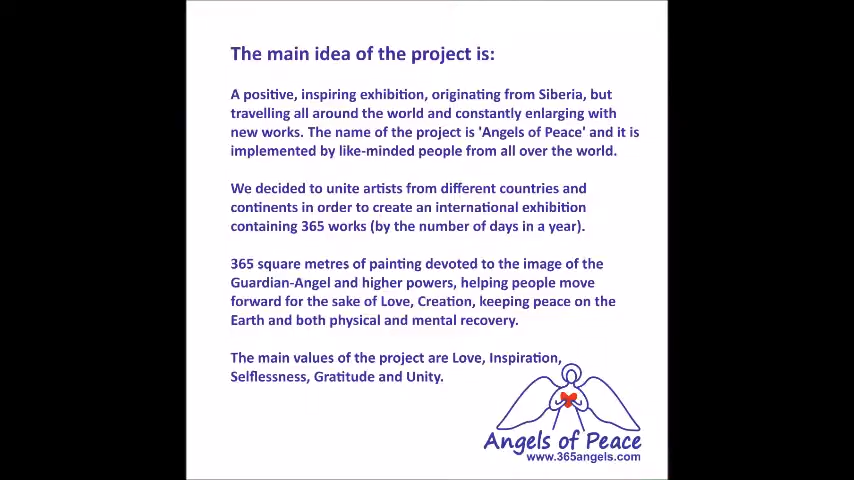 The main idea of the project is:
A positive, inspiring exhibition, originating from Siberia, but
travelling all around the world and constantly enlarging with
new works. The name of the project is 'Angels of Peace' and it is
implemented by like-minded people from all over the world.
We decided to unite artists from different countries and
continents in order to create an international exhibition
containing 365 works (by the number of days in a year).
365 square metres of painting devoted to the image of the
Guardian-Angel and higher powers, helping people move
forward for the sake of Love, Creation, keeping peace on the
Earth and both physical and mental recovery.
The main values of the project are Love, Inspiration,
Selflessness, Gratitude and Unity.
Angels of Peace
www.365angels.com